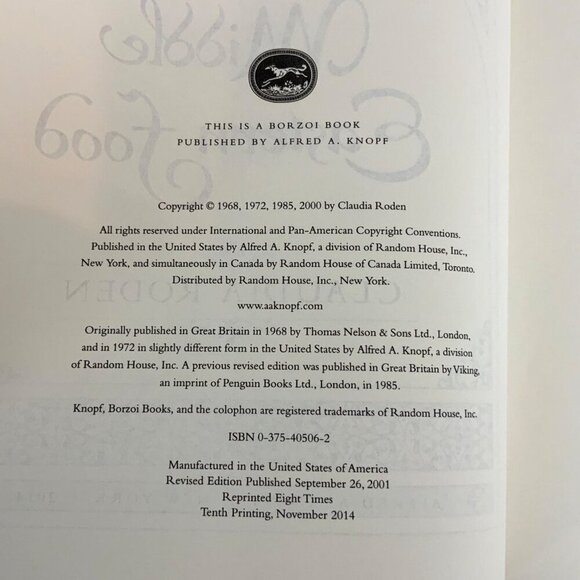 THIS IS A BORZOI BOOK
PUBLISHED BY ALFRED A. KNOPF
Copyright © 1968, 1972, 1985, 2000 by Claudia Roden
All rights reserved under International and Pan-American Copyright Conventions.
Published in the United States by Alfred A. Knopf, a division of Random House, Inc.,
New York, and simultaneously in Canada by Random House of Canada Limited, Toronto.
Distributed by Random House, Inc., New York.
www.aaknopf.com
Originally published in Great Britain in 1968 by Thomas Nelson & Sons Ltd., London,
and in 1972 in slightly different form in the United States by Alfred A. Knopf, a division
of Random House, Inc. A previous revised edition was published in Great Britain by Viking,
an imprint of Penguin Books Ltd., London, in 1985.
Knopf, Borzoi Books, and the colophon are registered trademarks of Random House, Inc.
ISBN 0-375-40506-2
Manufactured in the United States of America
Revised Edition Published September 26, 2001
Reprinted Eight Times
Tenth Printing, November 2014